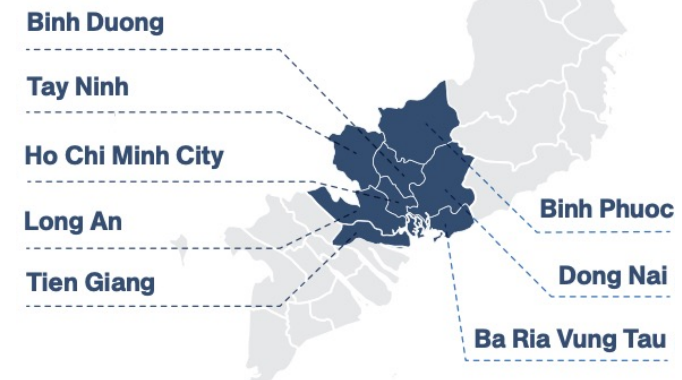 Binh Duong
Tay Ninh
Ho Chi Minh City
Long An
Tien Giang
Binh Phuoc
Dong Nai
Ba Ria Vung Tau